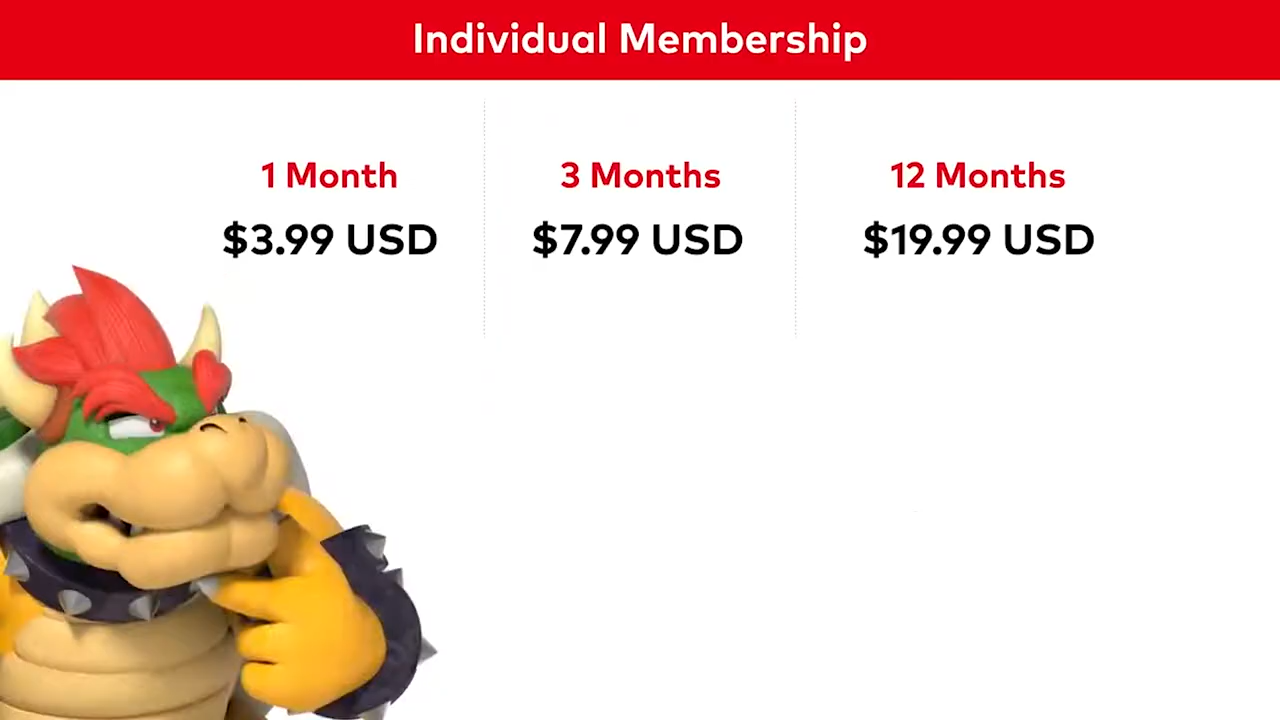 Individual Membership
1 Month
$3.99 USD
3 Months
$7.99 USD
12 Months
$19.99 USD